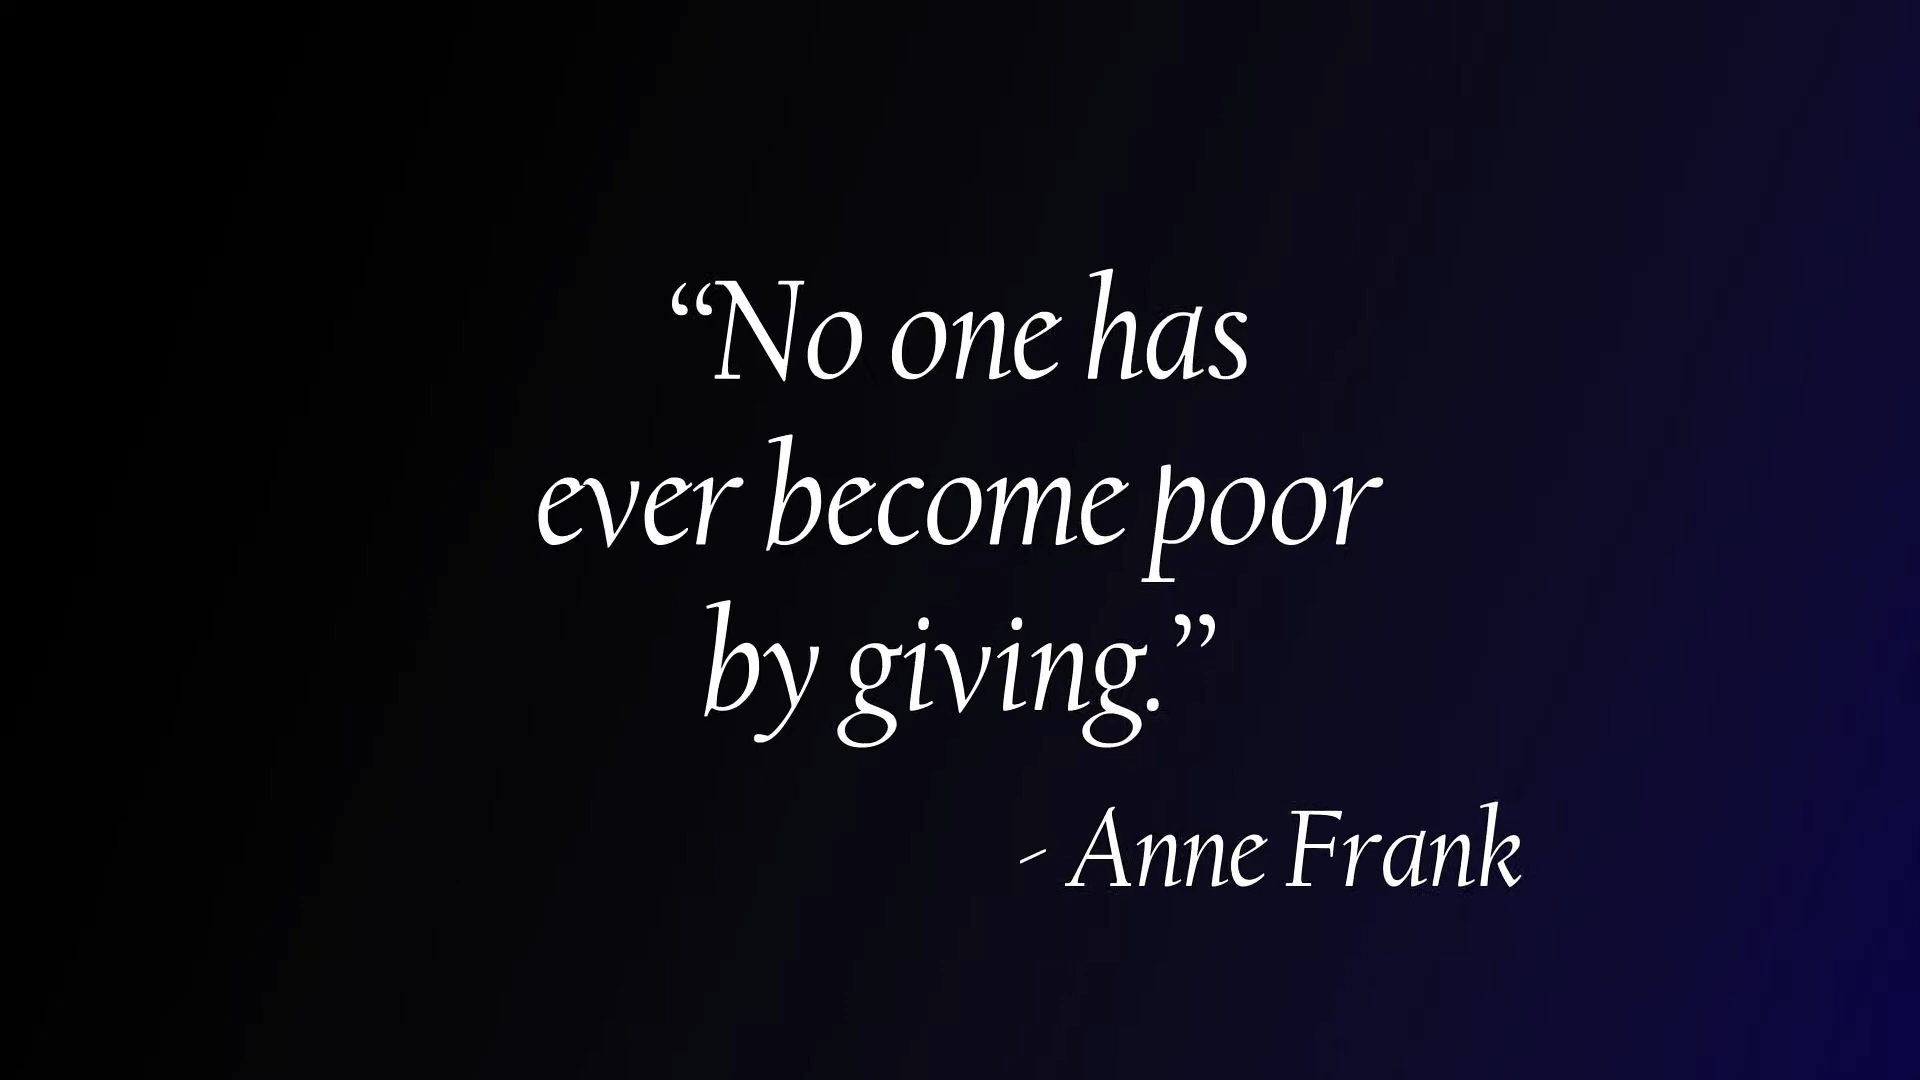 “No one has
ever become poor
by giving.”
- Anne Frank